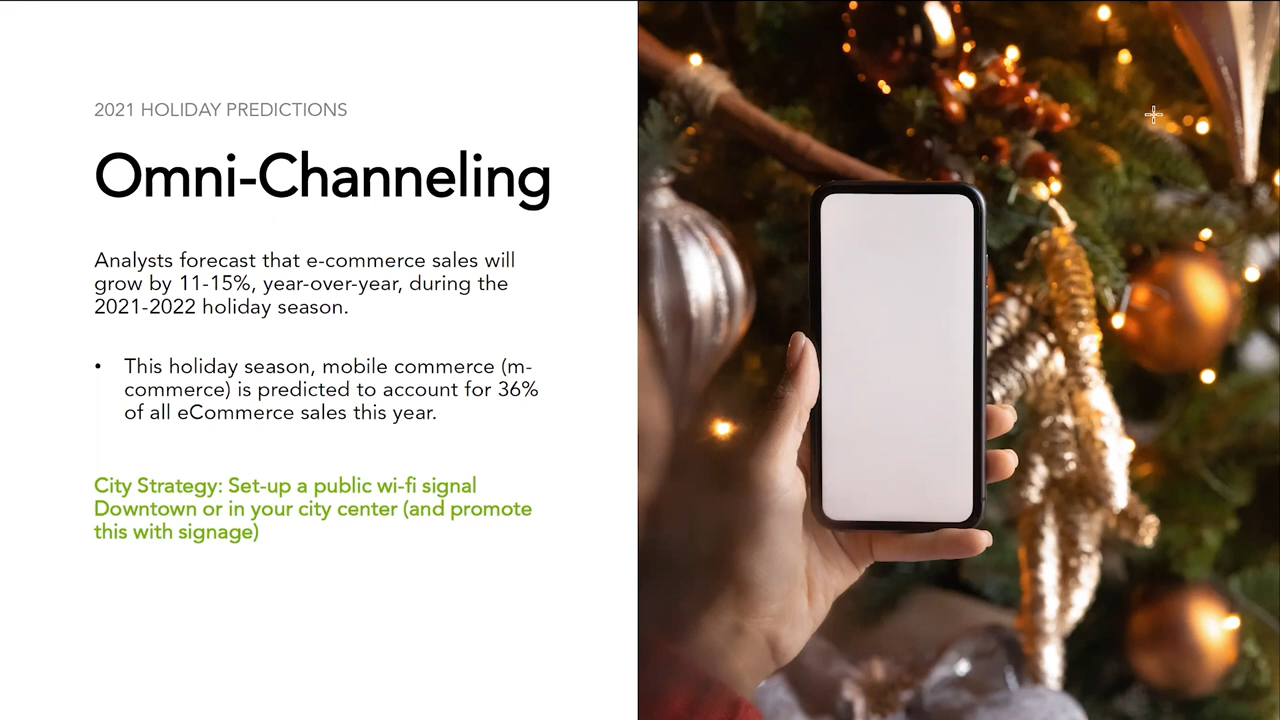 2021 HOLIDAY PREDICTIONS
Omni-Channeling
Analysts forecast that e-commerce sales will
grow by 11-15%, year-over-year, during the
2021-2022 holiday season.
• This holiday season, mobile commerce (m-
commerce) is predicted to account for 36%
of all eCommerce sales this year.
City Strategy: Set-up a public wi-fi signal
Downtown or in your city center (and promote
this with signage)